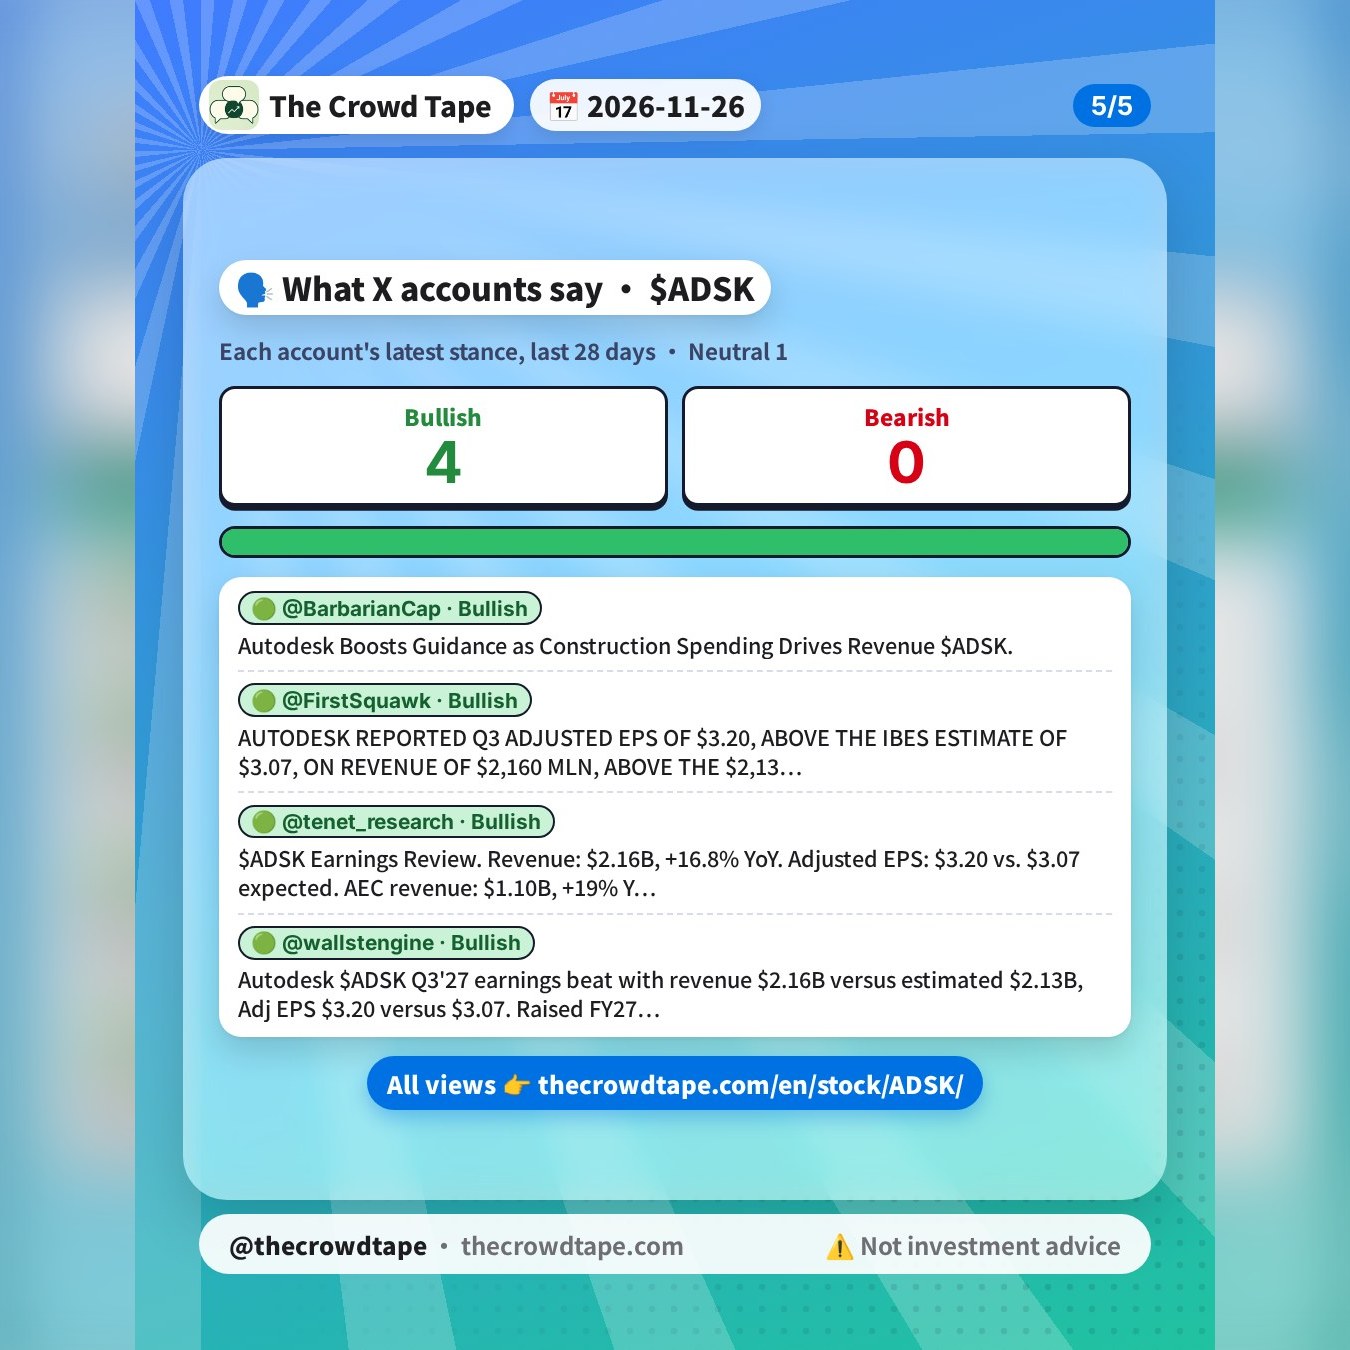 The Crowd Tape
2026-11-26
5/5
What X accounts say • $ADSK
Each account's latest stance, last 28 days • Neutral 1
Bullish
4
Bearish
0
@BarbarianCap · Bullish
Autodesk Boosts Guidance as Construction Spending Drives Revenue $ADSK.
@FirstSquawk · Bullish
AUTODESK REPORTED Q3 ADJUSTED EPS OF $3.20, ABOVE THE IBES ESTIMATE OF
$3.07, ON REVENUE OF $2,160 MLN, ABOVE THE $2,13…
@tenet_research · Bullish
$ADSK Earnings Review. Revenue: $2.16B, +16.8% YoY. Adjusted EPS: $3.20 vs. $3.07
expected. AEC revenue: $1.10B, +19% Y…
@wallstengine · Bullish
Autodesk $ADSK Q3'27 earnings beat with revenue $2.16B versus estimated $2.13B,
Adj EPS $3.20 versus $3.07. Raised FY27…
All views 👉 thecrowdtape.com/en/stock/ADSK/
@thecrowdtape • thecrowdtape.com
⚠️ Not investment advice